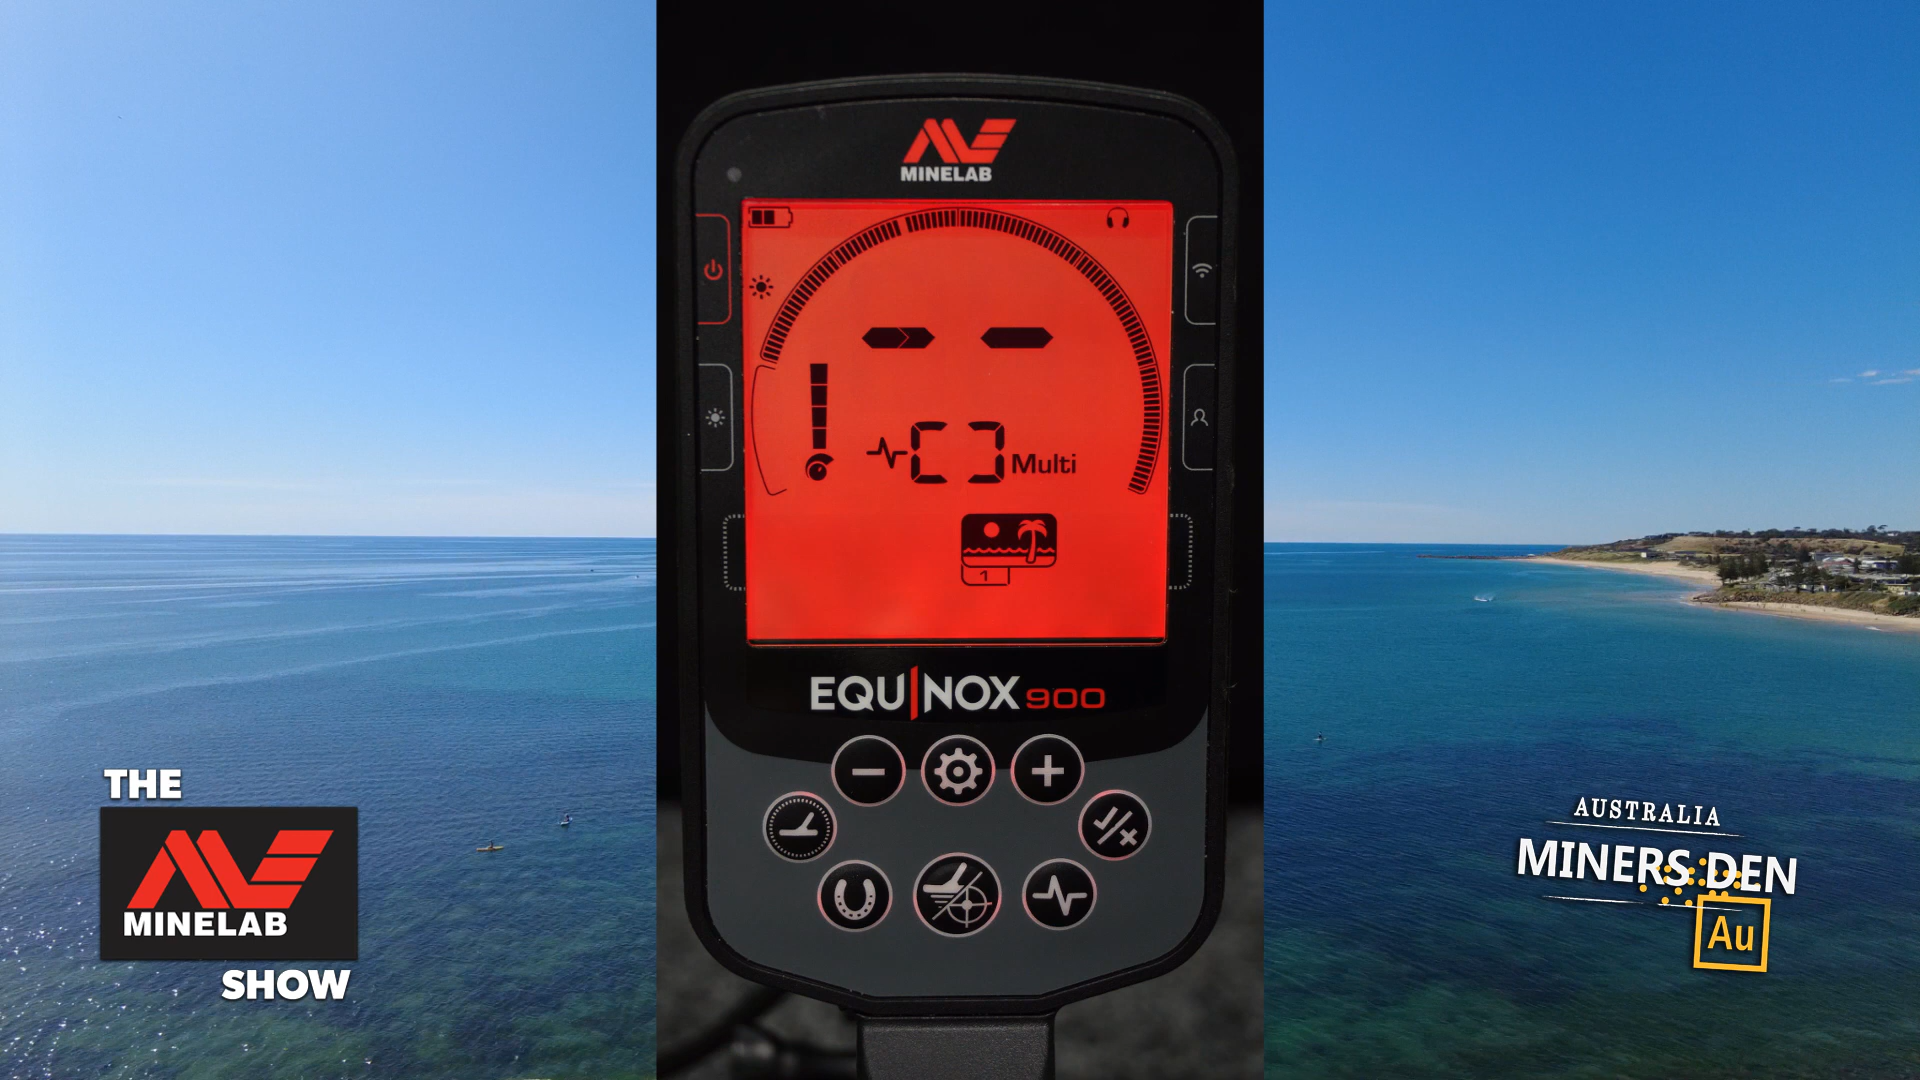 MINELAB
Multi
1
EQUINOX 900
THE
MINELAB
SHOW
AUSTRALIA
MINERS DEN
Au